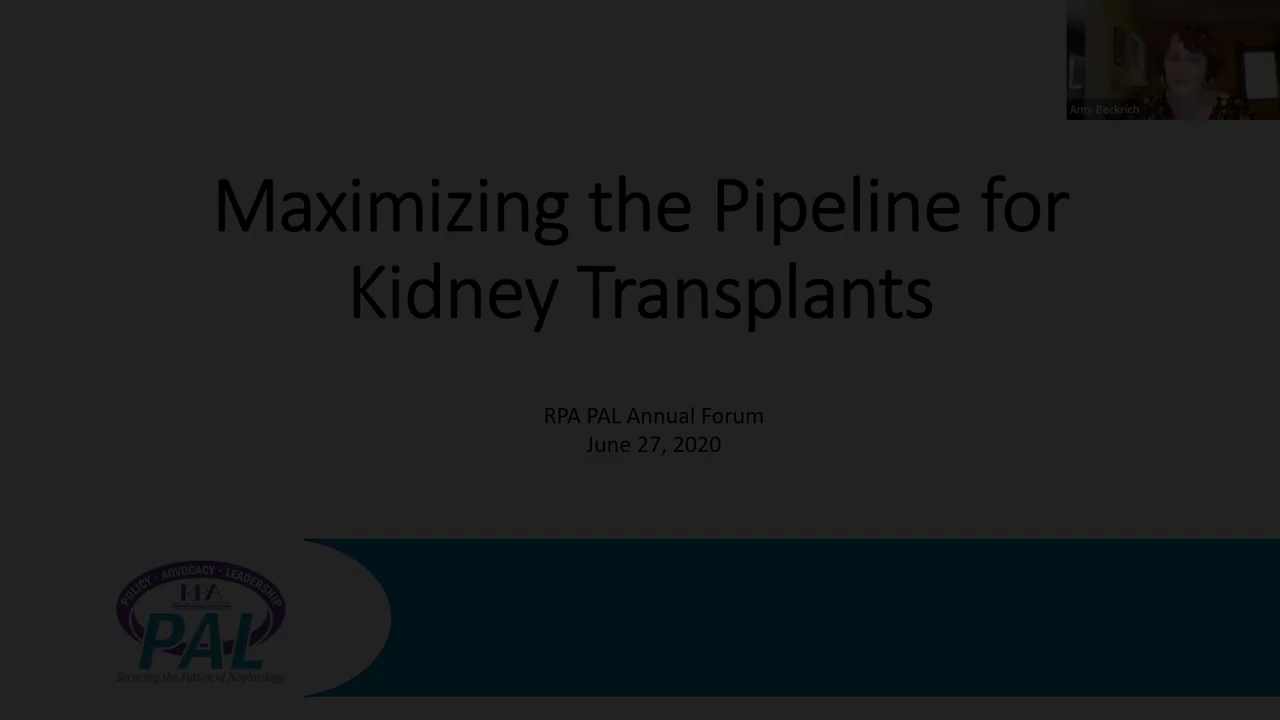 Amy Beckrich
Maximizing the Pipeline for
Kidney Transplants
RPA PAL Annual Forum
June 27, 2020
POLICY · ADVOCACY · LEADERSHIP
RPA
PAL
Securing the Future of Nephrology